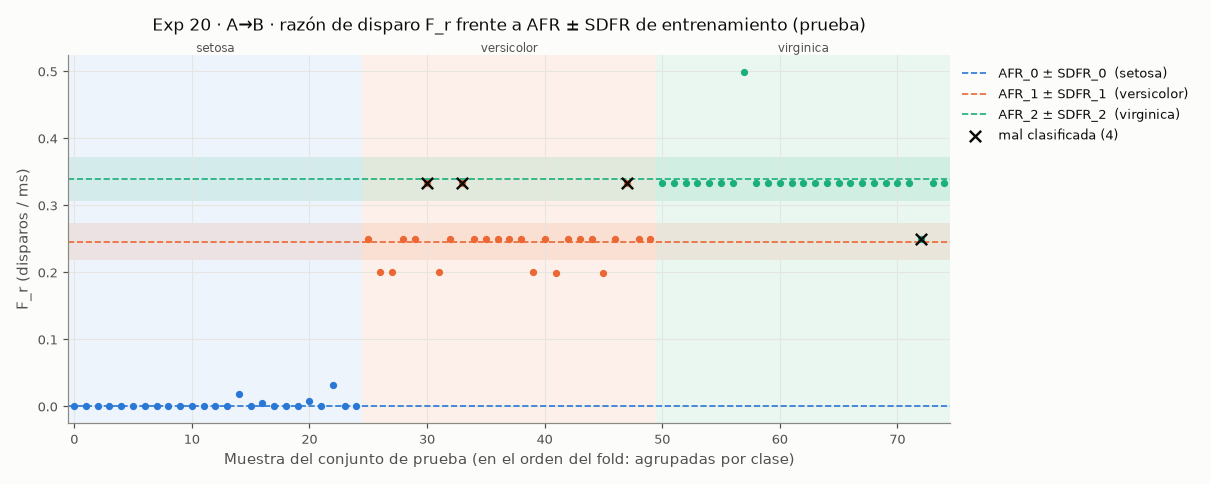 Exp 20 · A→B · razón de disparo F_r frente a AFR ± SDFR de entrenamiento (prueba)
setosa
versicolor
virginica
F_r (disparos / ms)
0.5
0.4
0.3
0.2
0.1
0.0
0
10
20
30
40
50
60
70
Muestra del conjunto de prueba (en el orden del fold: agrupadas por clase)
AFR_0 ± SDFR_0 (setosa)
AFR_1 ± SDFR_1 (versicolor)
AFR_2 ± SDFR_2 (virginica)
mal clasificada (4)